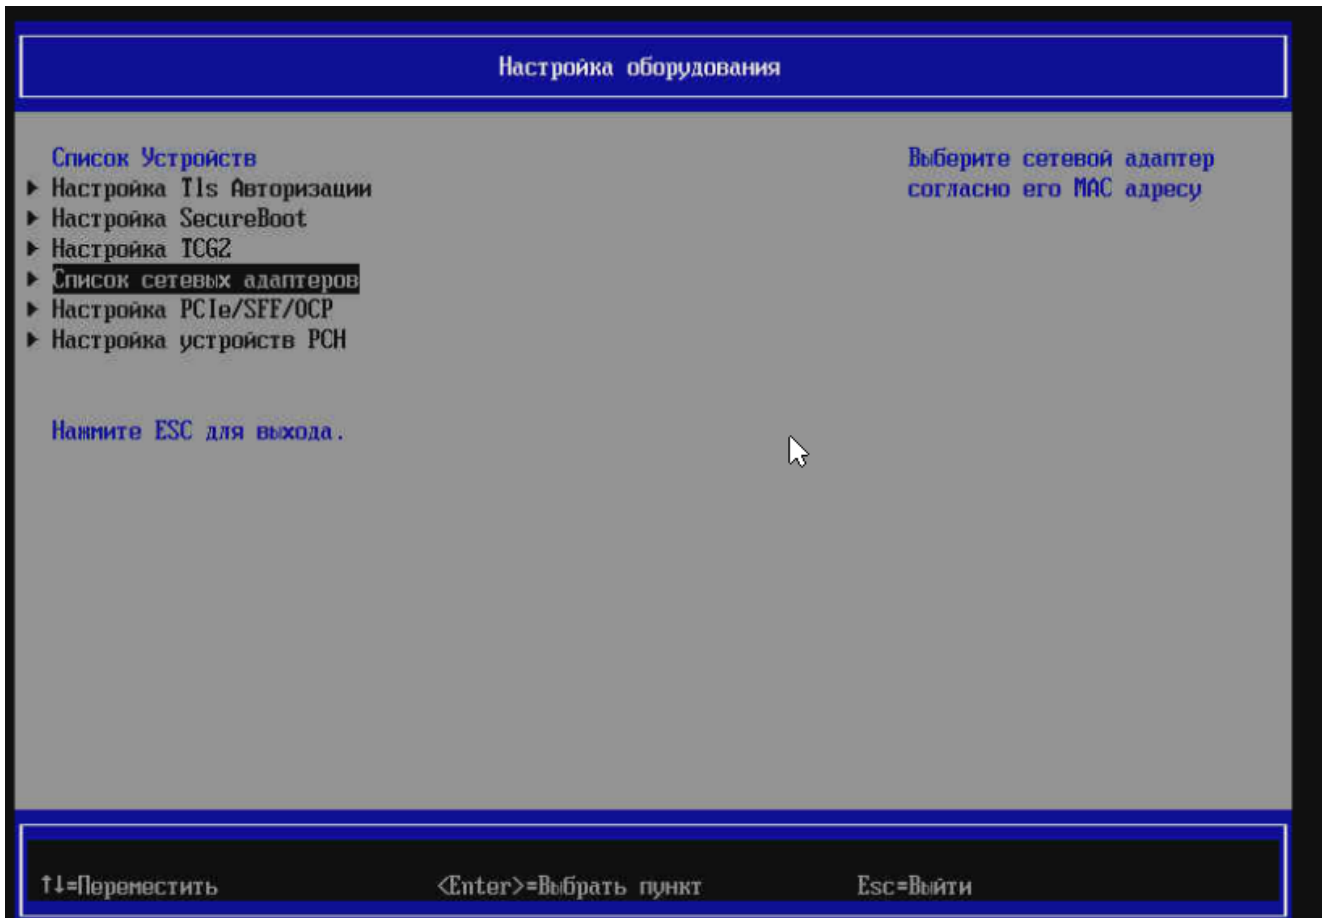 Настройка оборудования
Список Устройств
Выберите сетевой адаптер
согласно его MAC адресу
▶ Настройка Tls Авторизации
▶ Настройка SecureBoot
▶ Настройка TCG2
▶ Список сетевых адаптеров
▶ Настройка PCIe/SFF/OCP
▶ Настройка устройств PCH
Нажмите ESC для выхода.
↑↓=Переместить <Enter>=Выбрать пункт Esc=Выйти